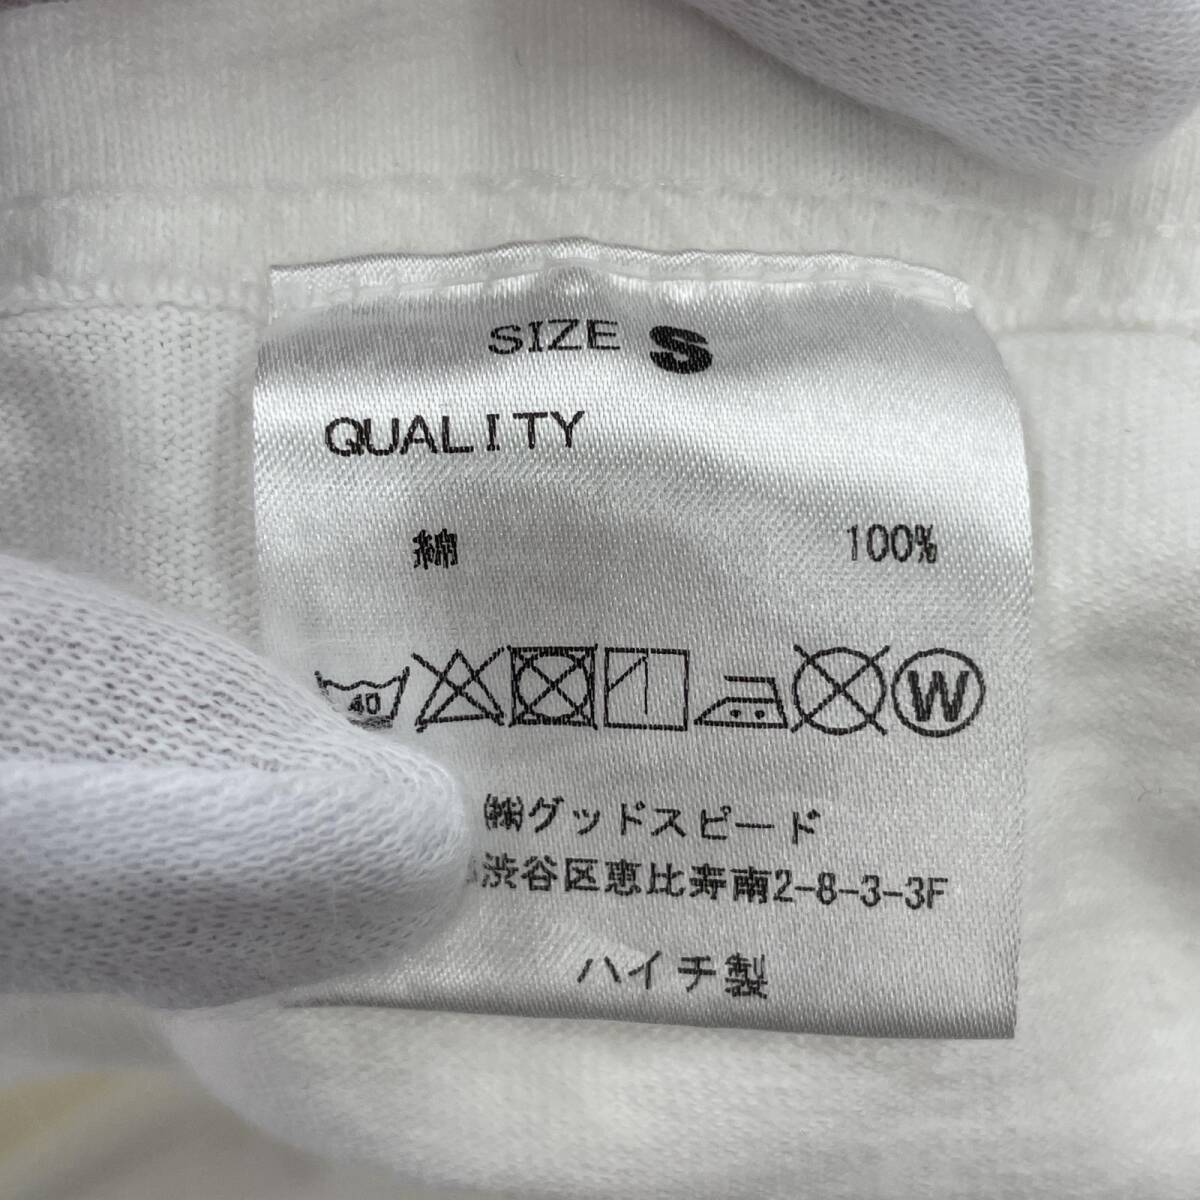 SIZE S
QUALITY
綿 100%
40 W
㈱グッドスピード
渋谷区恵比寿南2-8-3-3F
ハイチ製